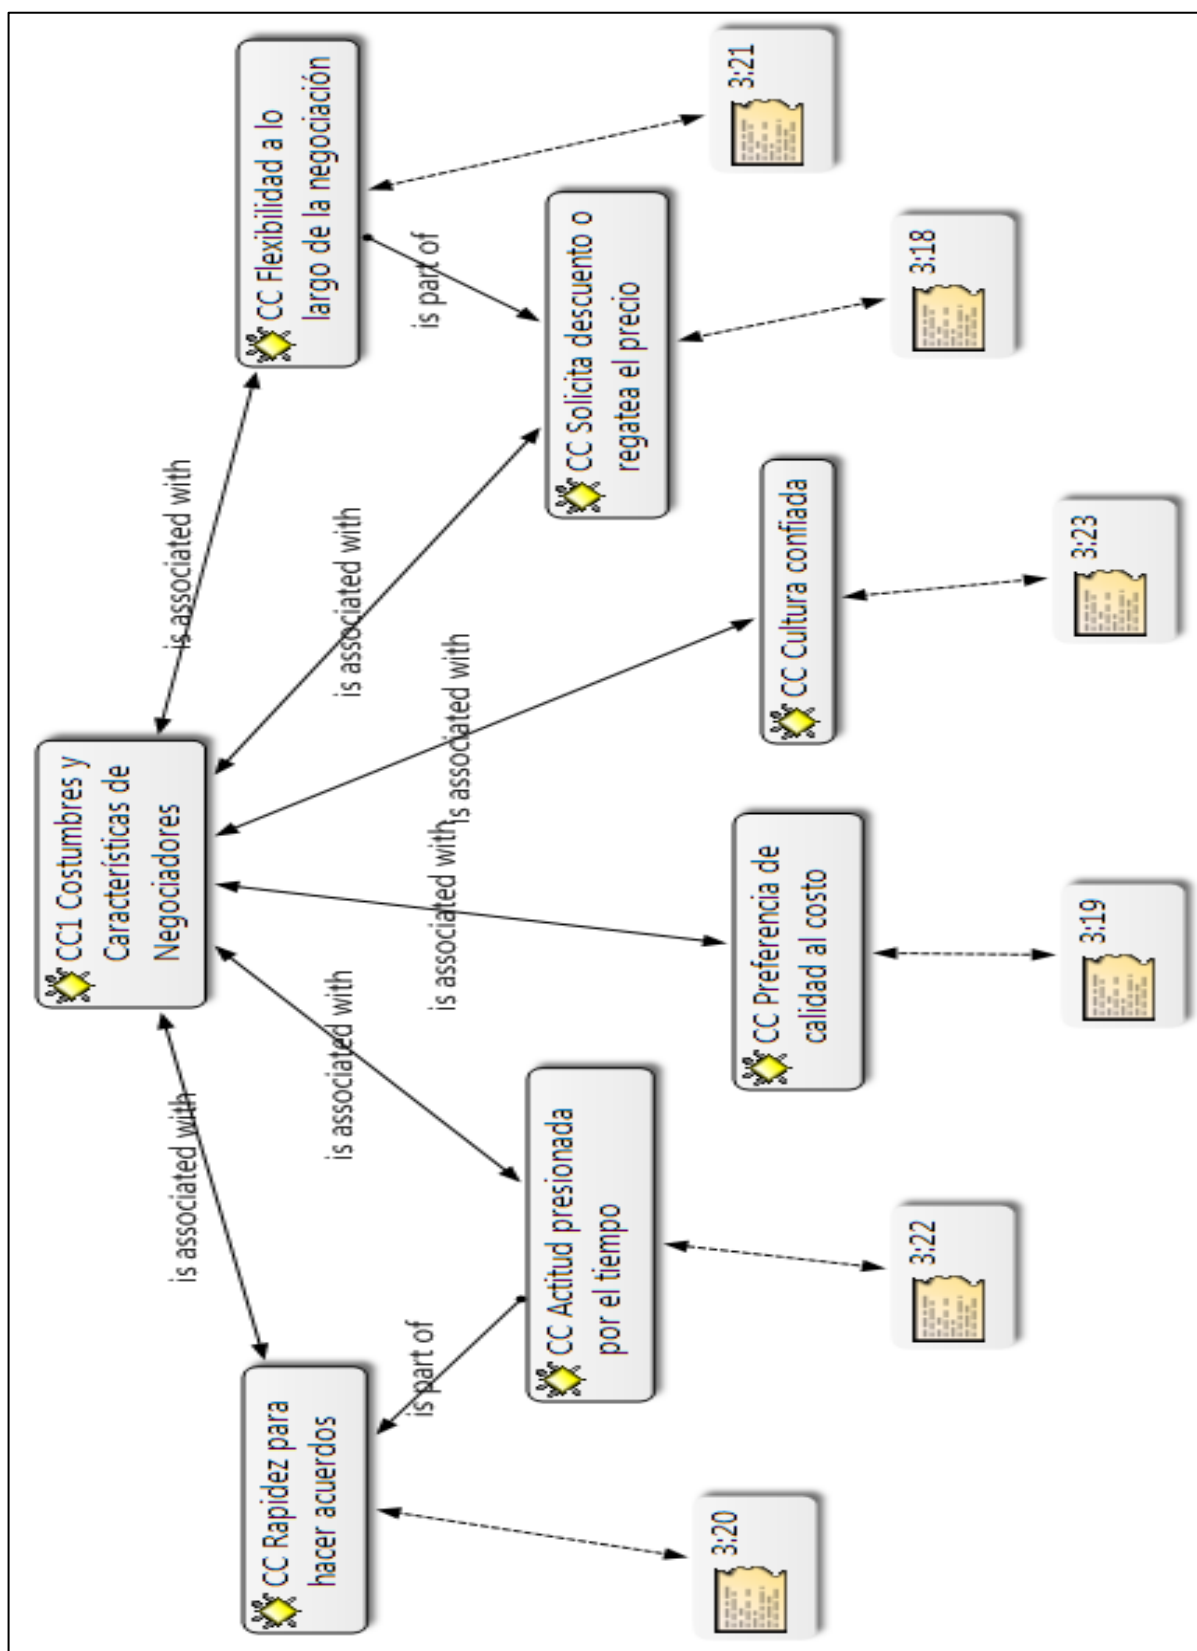 CC1 Costumbres y
Características de
Negociadores
is associated with
is associated with
is associated with
is associated with
is associated with
is associated with
CC Rapidez para
hacer acuerdos
CC Flexibilidad a lo
largo de la negociación
is part of
is part of
CC Actitud presionada
por el tiempo
CC Solicita descuento o
regatea el precio
CC Preferencia de
calidad al costo
CC Cultura confiada
3:20
3:21
3:22
3:18
3:19
3:23